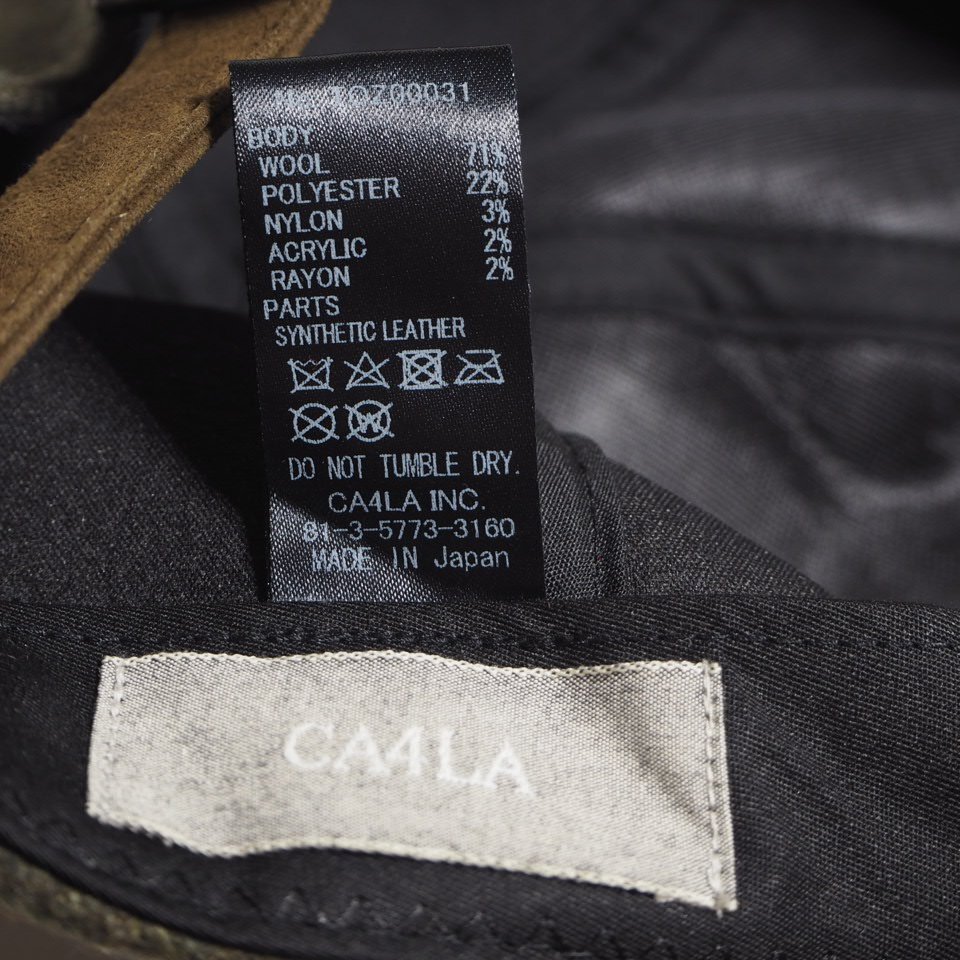 BODY
WOOL 71%
POLYESTER 22%
NYLON 3%
ACRYLIC 2%
RAYON 2%
PARTS
SYNTHETIC LEATHER
W
DO NOT TUMBLE DRY.
CA4LA INC.
81-3-5773-3160
MADE IN Japan
CA4LA